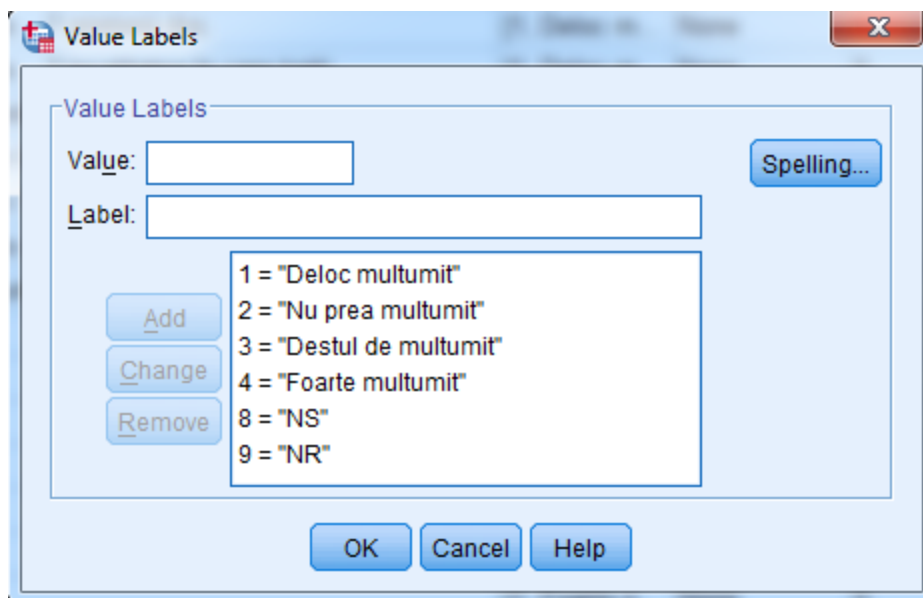 Value Labels
Value Labels
Value:
Spelling...
Label:
1 = "Deloc multumit"
2 = "Nu prea multumit"
3 = "Destul de multumit"
4 = "Foarte multumit"
8 = "NS"
9 = "NR"
Add
Change
Remove
OK Cancel Help